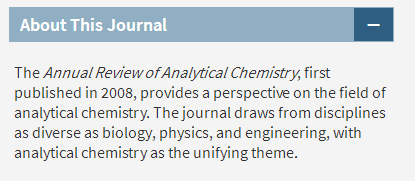 About This Journal
The Annual Review of Analytical Chemistry, first
published in 2008, provides a perspective on the field of
analytical chemistry. The journal draws from disciplines
as diverse as biology, physics, and engineering, with
analytical chemistry as the unifying theme.